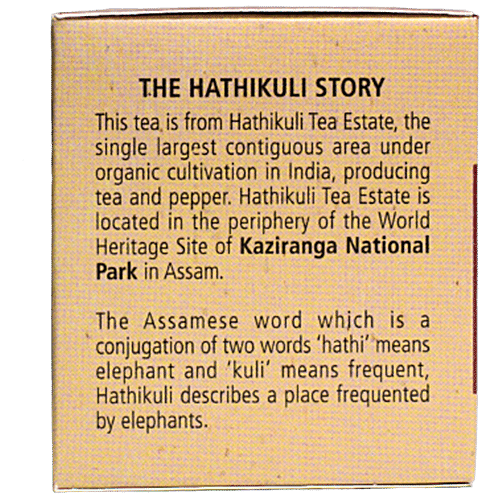 THE HATHIKULI STORY
This tea is from Hathikuli Tea Estate, the
single largest contiguous area under
organic cultivation in India, producing
tea and pepper. Hathikuli Tea Estate is
located in the periphery of the World
Heritage Site of Kaziranga National
Park in Assam.
The Assamese word which is a
conjugation of two words 'hathi' means
elephant and 'kuli' means frequent,
Hathikuli describes a place frequented
by elephants.